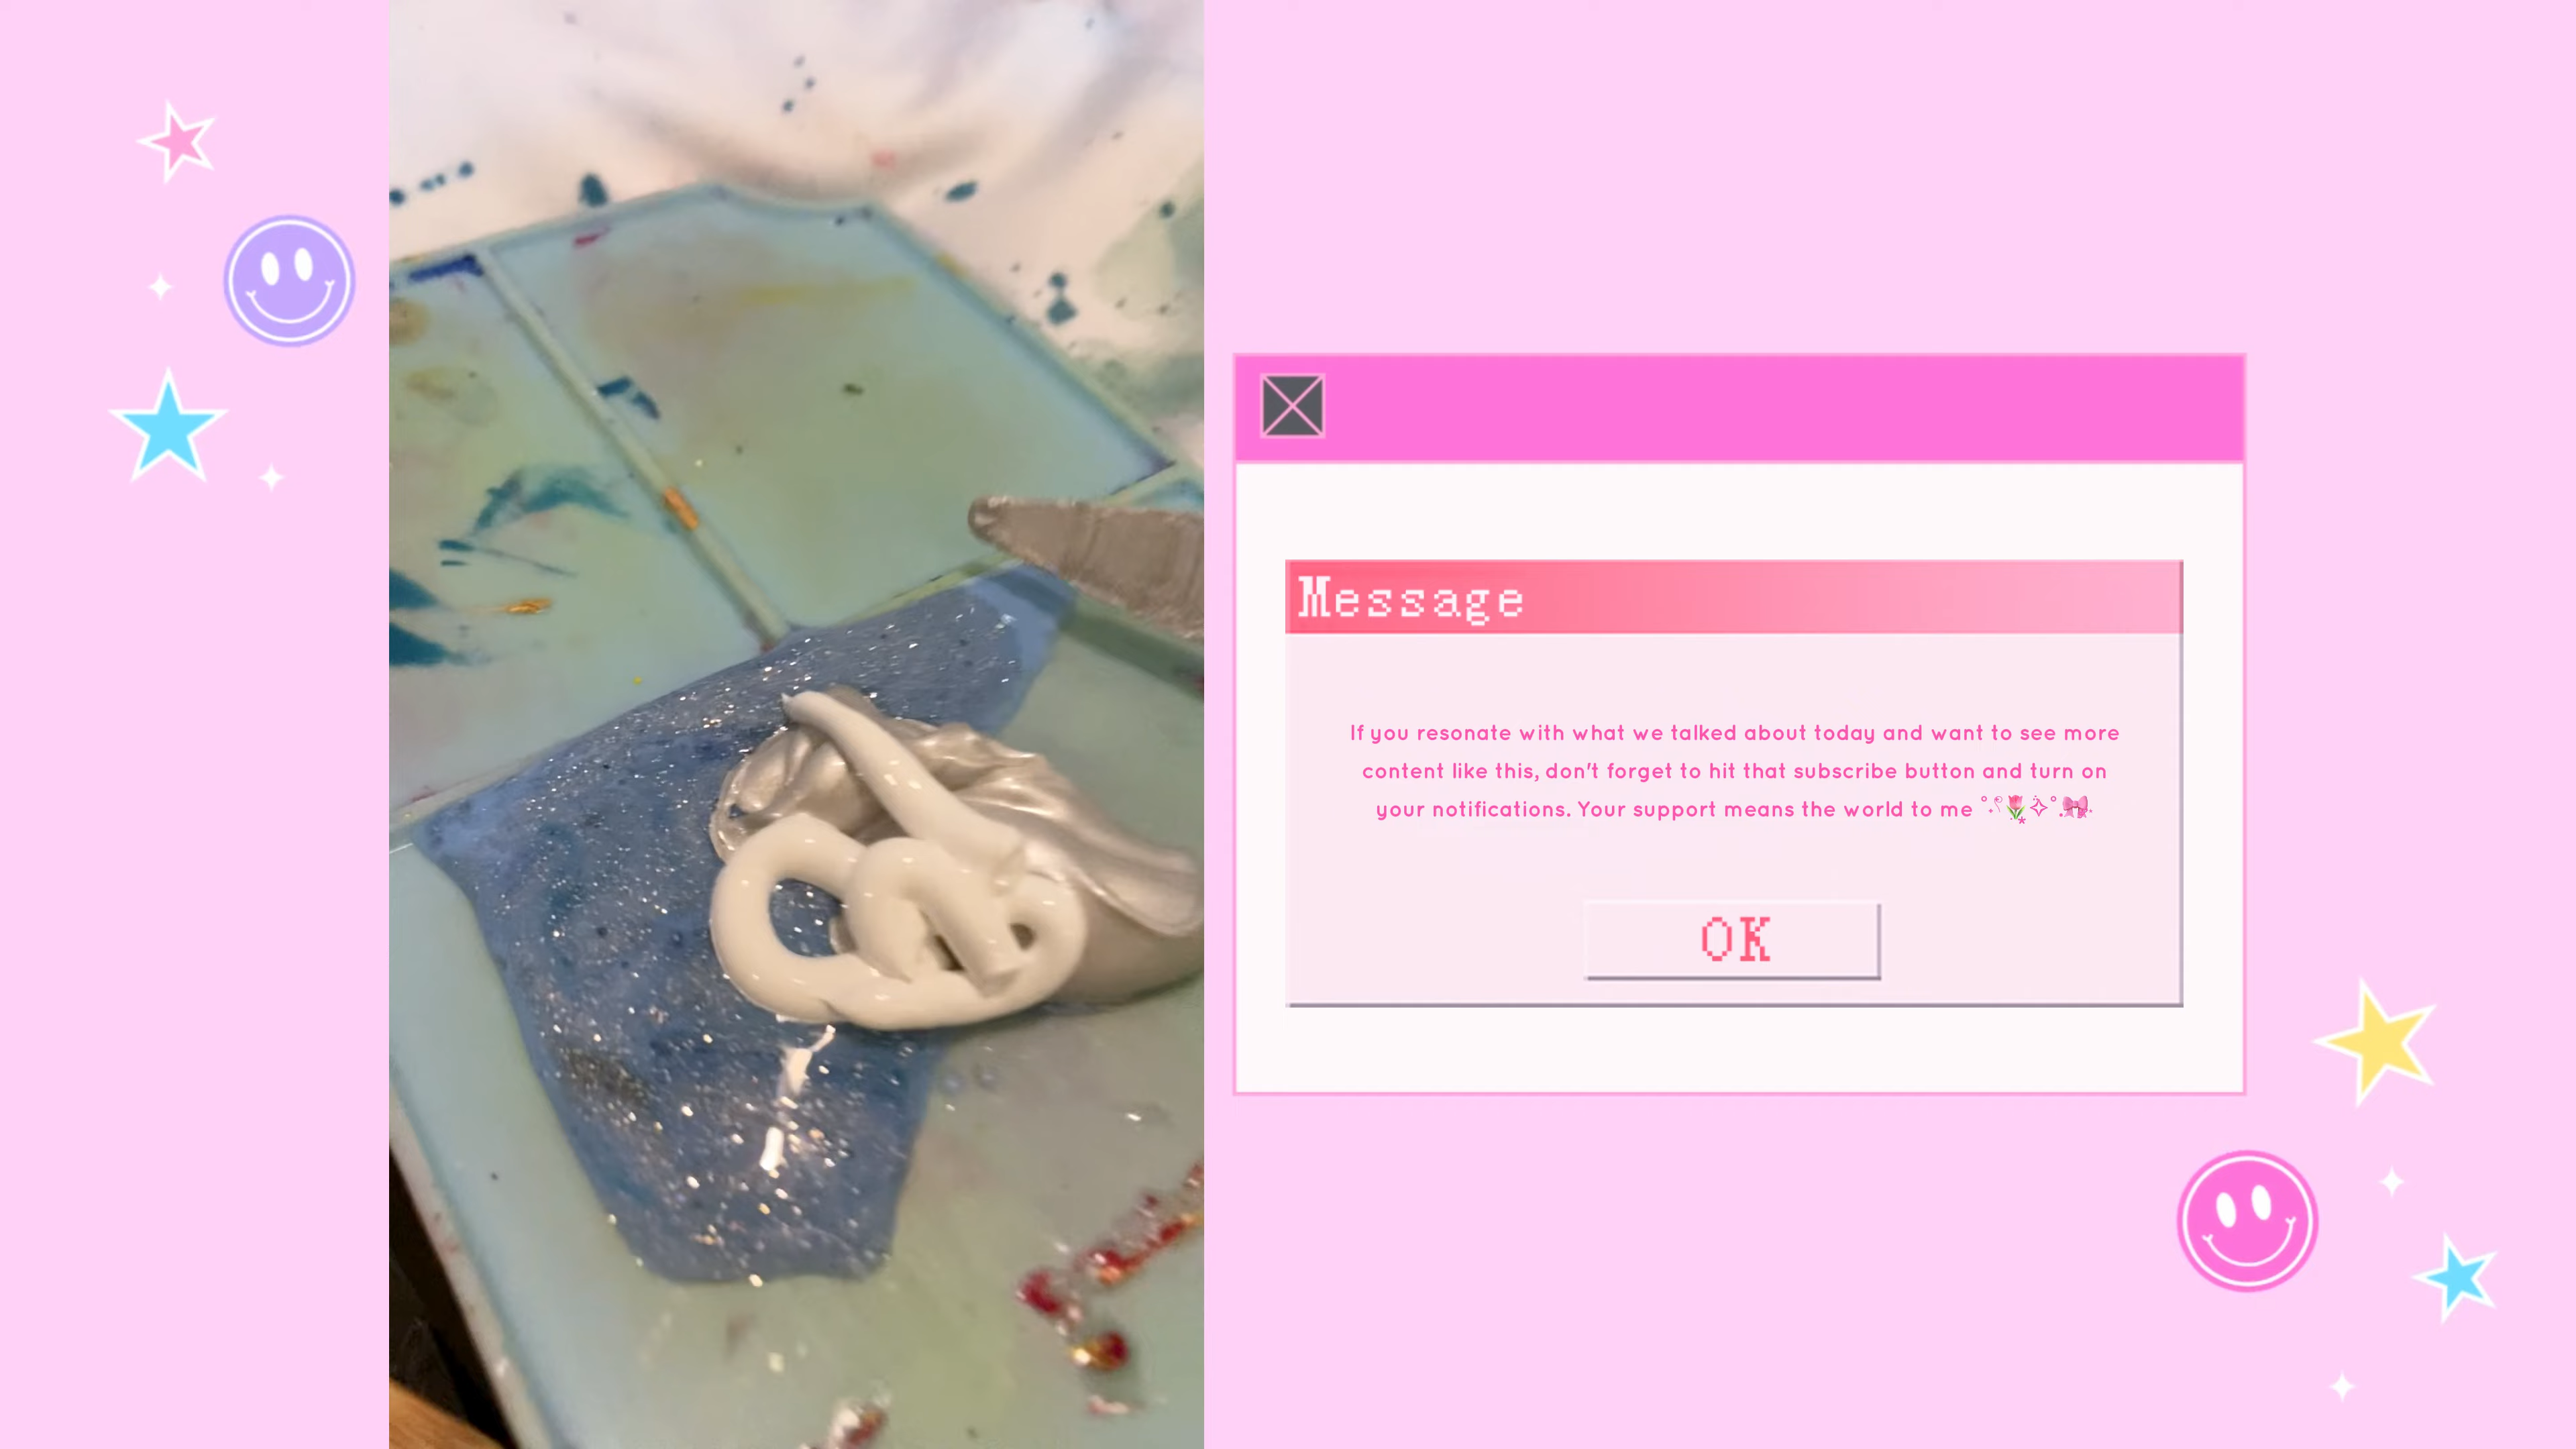 Message
If you resonate with what we talked about today and want to see more
content like this, don't forget to hit that subscribe button and turn on
your notifications. Your support means the world to me ˚˖𓍢ִ໋🌷͙֒✧˚.🎀༘⋆
OK